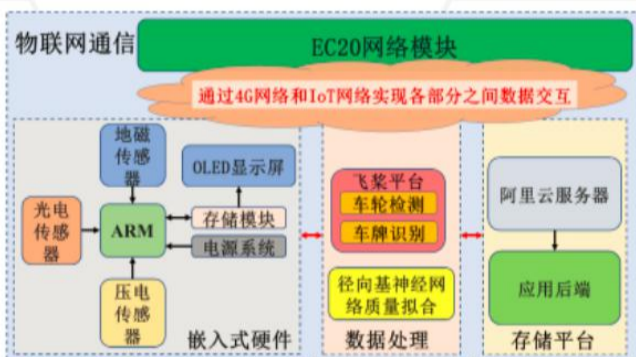 物联网通信
EC20网络模块
通过4G网络和IoT网络实现各部分之间数据交互
地磁
传感
器
OLED显示屏
光电
传感
器
ARM
存储模块
电源系统
压电
传感
器
嵌入式硬件
飞桨平台
车轮检测
车牌识别
径向基神经网
络质量拟合
数据处理
阿里云服务器
应用后端
存储平台